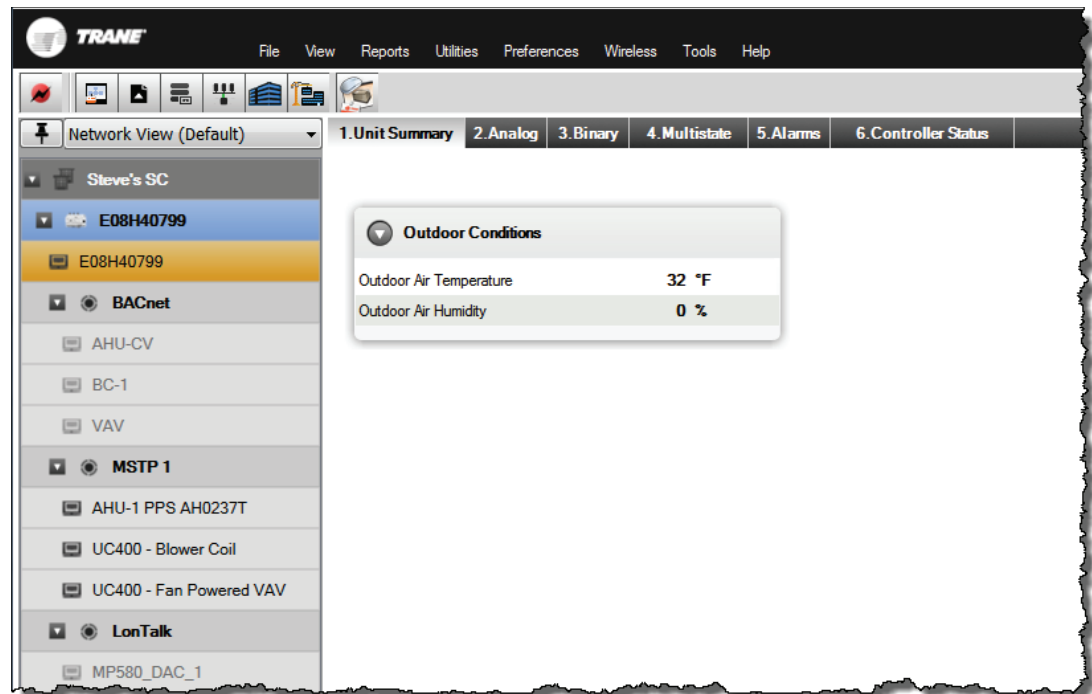 TRANE
File View Reports Utilities Preferences Wireless Tools Help
Network View (Default)
1.Unit Summary 2.Analog 3.Binary 4.Multistate 5.Alarms 6.Controller Status
Steve's SC
E08H40799
E08H40799
BACnet
AHU-CV
BC-1
VAV
MSTP 1
AHU-1 PPS AH0237T
UC400 - Blower Coil
UC400 - Fan Powered VAV
LonTalk
MP580_DAC_1
Outdoor Conditions
Outdoor Air Temperature 32 °F
Outdoor Air Humidity 0 %